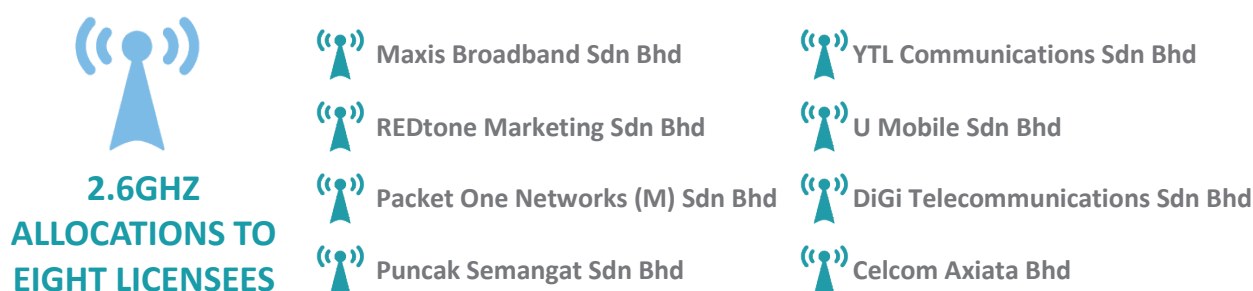 2.6GHZ
ALLOCATIONS TO
EIGHT LICENSEES
Maxis Broadband Sdn Bhd
REDtone Marketing Sdn Bhd
Packet One Networks (M) Sdn Bhd
Puncak Semangat Sdn Bhd
YTL Communications Sdn Bhd
U Mobile Sdn Bhd
DiGi Telecommunications Sdn Bhd
Celcom Axiata Bhd